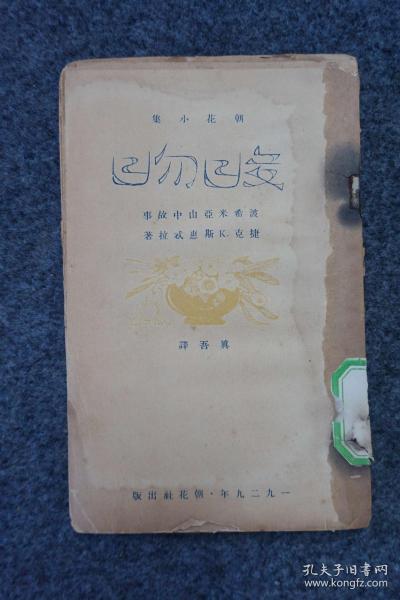 朝花小集
波希米亞山中故事
捷克.K斯惠忒拉著
真吾譯
一九二九年·朝花社出版
孔夫子旧书网
www.kongfz.com